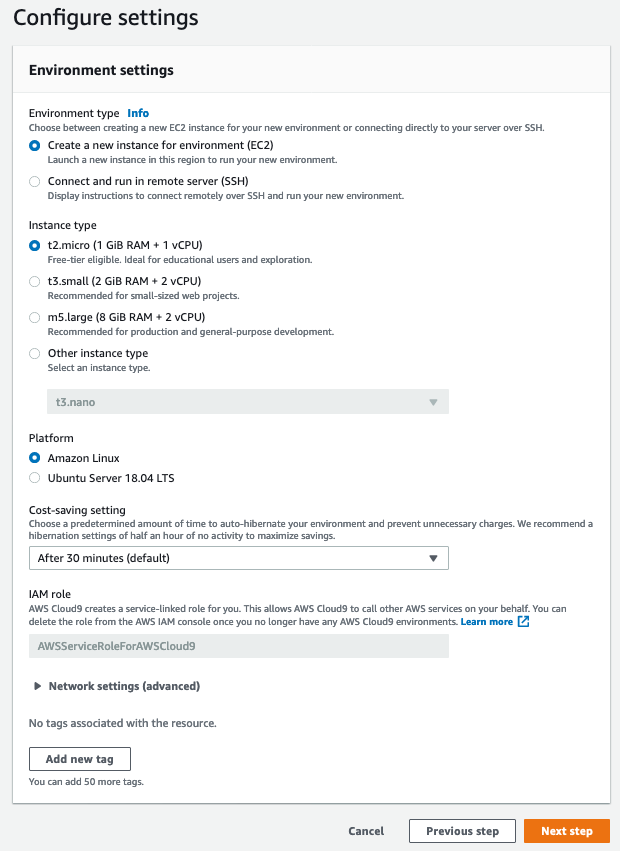 Configure settings
Environment settings
Environment type Info
Choose between creating a new EC2 instance for your new environment or connecting directly to your server over SSH.
Create a new instance for environment (EC2)
Launch a new instance in this region to run your new environment.
Connect and run in remote server (SSH)
Display instructions to connect remotely over SSH and run your new environment.
Instance type
t2.micro (1 GiB RAM + 1 vCPU)
Free-tier eligible. Ideal for educational users and exploration.
t3.small (2 GiB RAM + 2 vCPU)
Recommended for small-sized web projects.
m5.large (8 GiB RAM + 2 vCPU)
Recommended for production and general-purpose development.
Other instance type
Select an instance type.
t3.nano
Platform
Amazon Linux
Ubuntu Server 18.04 LTS
Cost-saving setting
Choose a predetermined amount of time to auto-hibernate your environment and prevent unnecessary charges. We recommend a
hibernation settings of half an hour of no activity to maximize savings.
After 30 minutes (default)
IAM role
AWS Cloud9 creates a service-linked role for you. This allows AWS Cloud9 to call other AWS services on your behalf. You can
delete the role from the AWS IAM console once you no longer have any AWS Cloud9 environments. Learn more
AWSServiceRoleForAWSCloud9
Network settings (advanced)
No tags associated with the resource.
Add new tag
You can add 50 more tags.
Cancel Previous step Next step